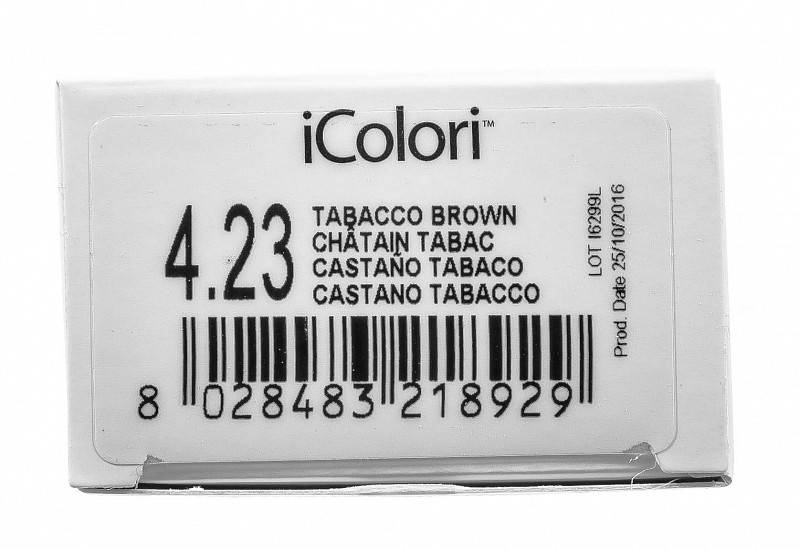 iColori™
4.23
TABACCO BROWN
CHÂTAIN TABAC
CASTAÑO TABACO
CASTANO TABACCO
8 028483 218929
LOT I6299L
Prod. Date 25/10/2016